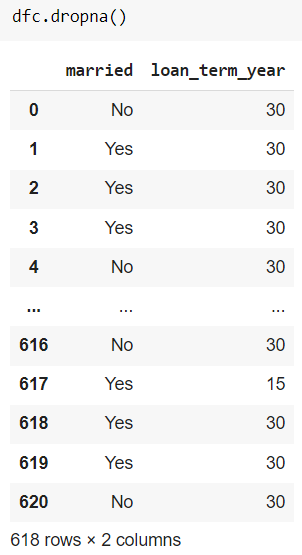 dfc.dropna()
married loan_term_year
0 No 30
1 Yes 30
2 Yes 30
3 Yes 30
4 No 30
... ... ...
616 No 30
617 Yes 15
618 Yes 30
619 Yes 30
620 No 30
618 rows × 2 columns